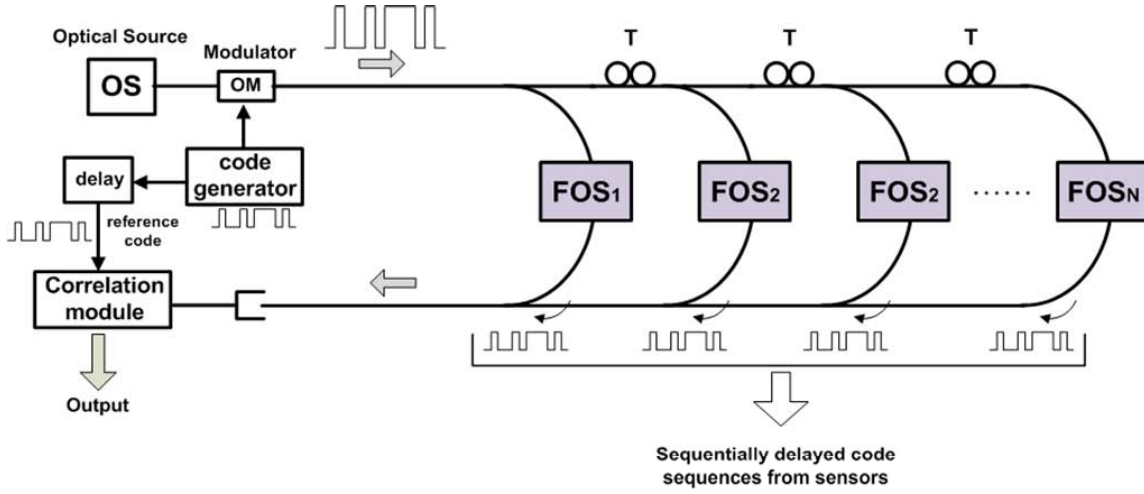 Optical Source
OS
Modulator
OM
T
T
T
code
generator
delay
reference
code
Correlation
module
Output
FOS1
FOS2
FOS2
......
FOSN
Sequentially delayed code
sequences from sensors